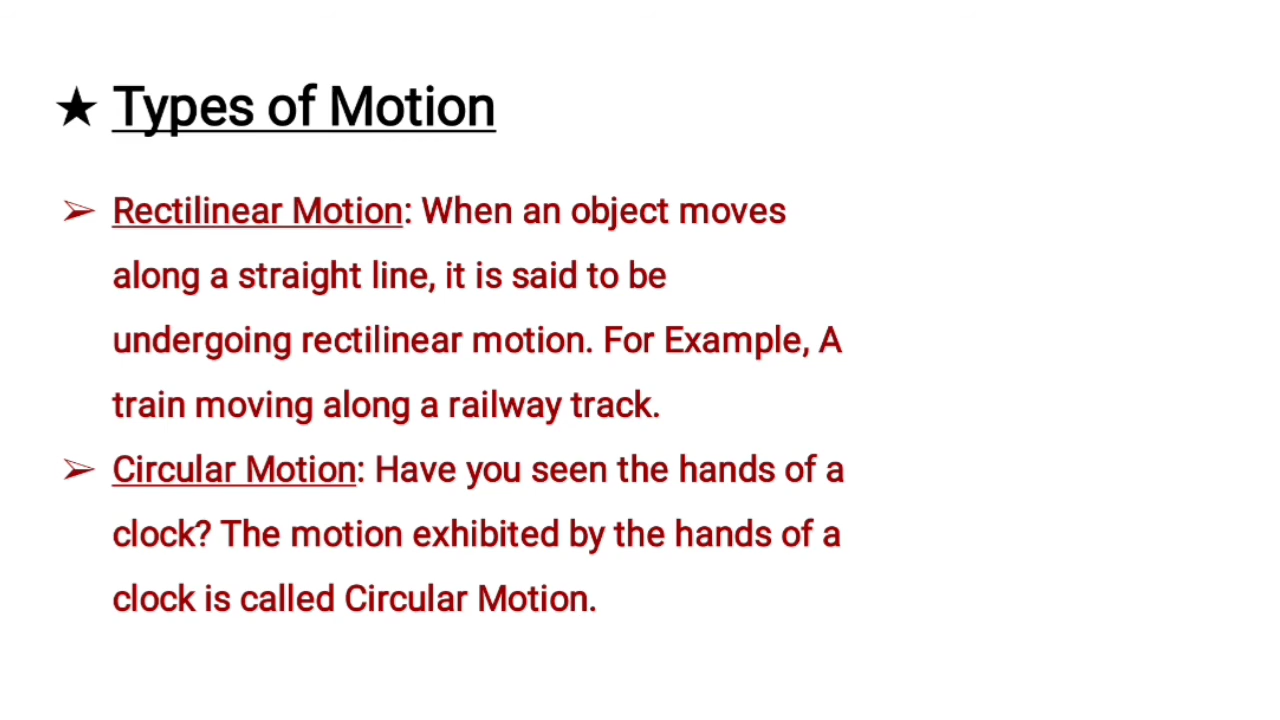 ★ Types of Motion
➢ Rectilinear Motion: When an object moves
along a straight line, it is said to be
undergoing rectilinear motion. For Example, A
train moving along a railway track.
➢ Circular Motion: Have you seen the hands of a
clock? The motion exhibited by the hands of a
clock is called Circular Motion.